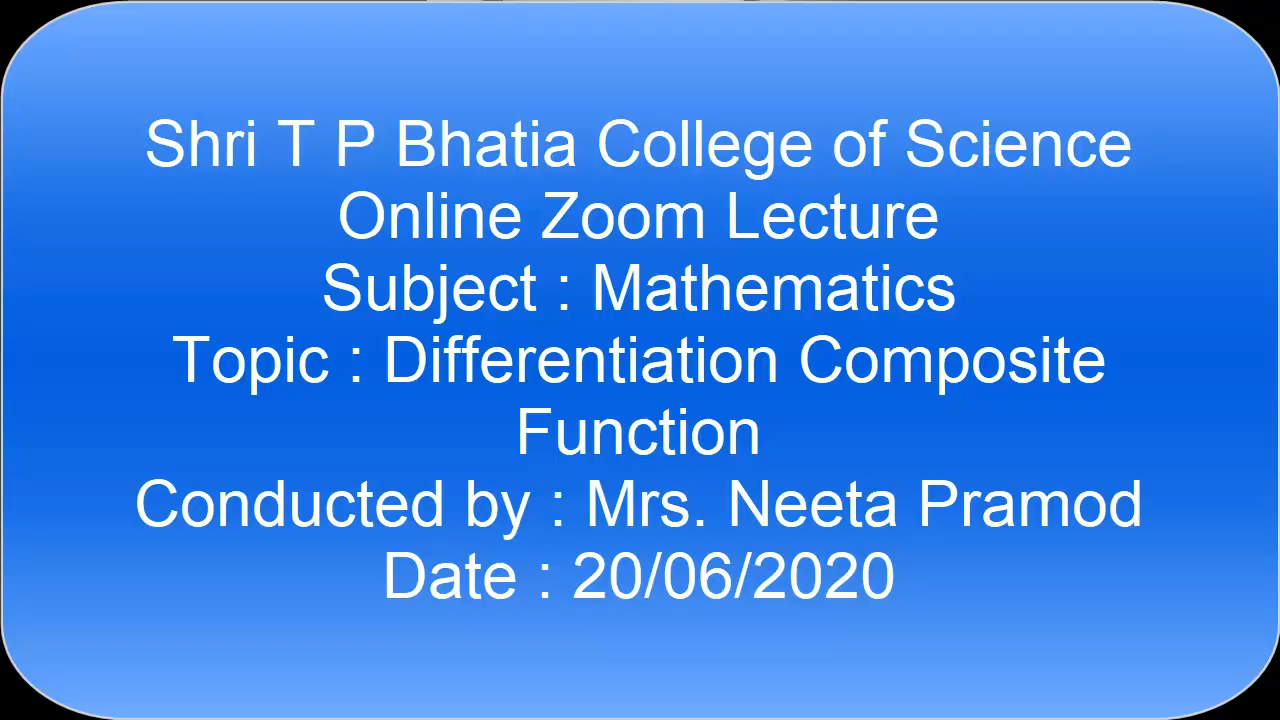 Shri T P Bhatia College of Science
Online Zoom Lecture
Subject : Mathematics
Topic : Differentiation Composite
Function
Conducted by : Mrs. Neeta Pramod
Date : 20/06/2020